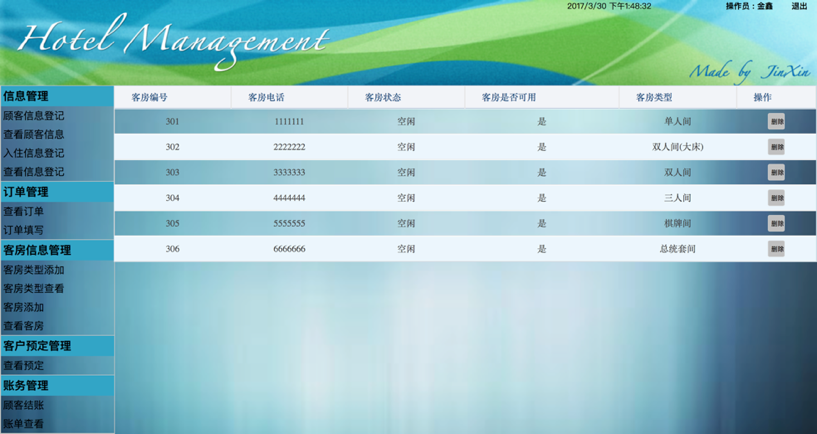 2017/3/30 下午1:48:32 操作员：金鑫 退出
Hotel Management
Made by JinXin
信息管理
顾客信息登记
查看顾客信息
入住信息登记
查看信息登记
订单管理
查看订单
订单填写
客房信息管理
客房类型添加
客房类型查看
客房添加
查看客房
客户预定管理
查看预定
账务管理
顾客结账
账单查看
客房编号 客房电话 客房状态 客房是否可用 客房类型 操作
301 1111111 空闲 是 单人间 删除
302 2222222 空闲 是 双人间(大床) 删除
303 3333333 空闲 是 双人间 删除
304 4444444 空闲 是 三人间 删除
305 5555555 空闲 是 棋牌间 删除
306 6666666 空闲 是 总统套间 删除